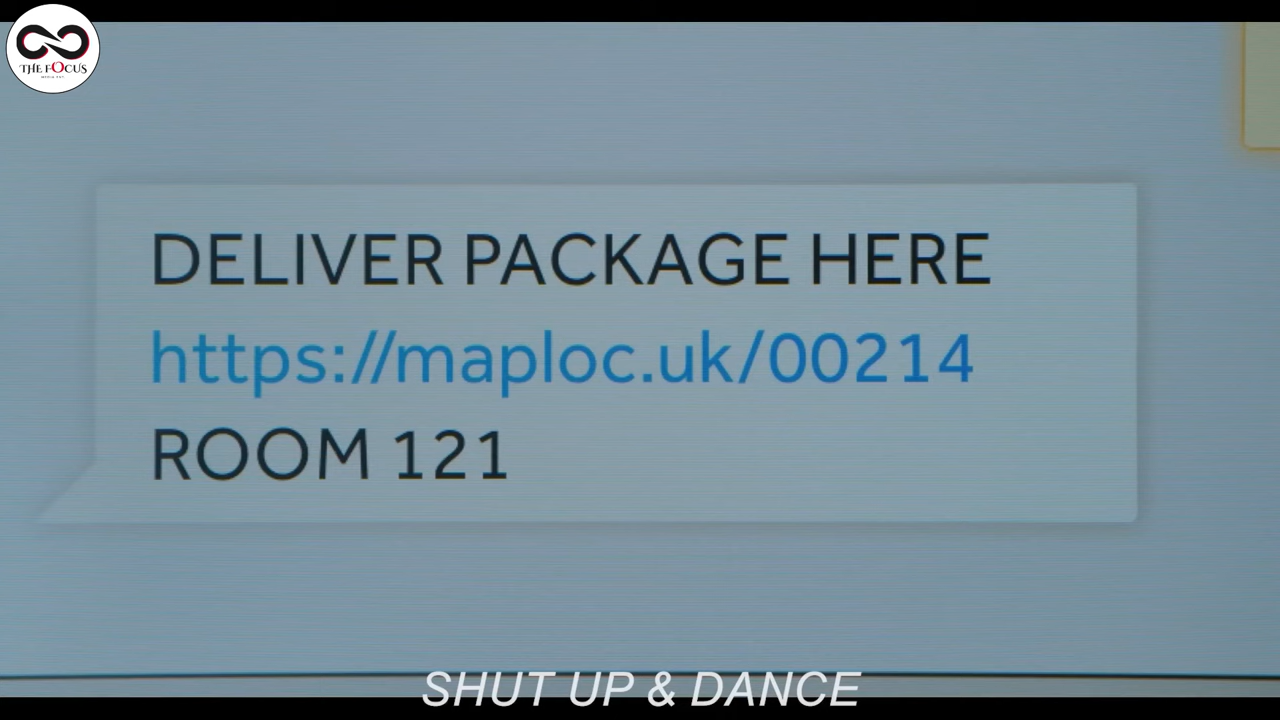 THE FOCUS
DELIVER PACKAGE HERE
https://maploc.uk/00214
ROOM 121
SHUT UP & DANCE